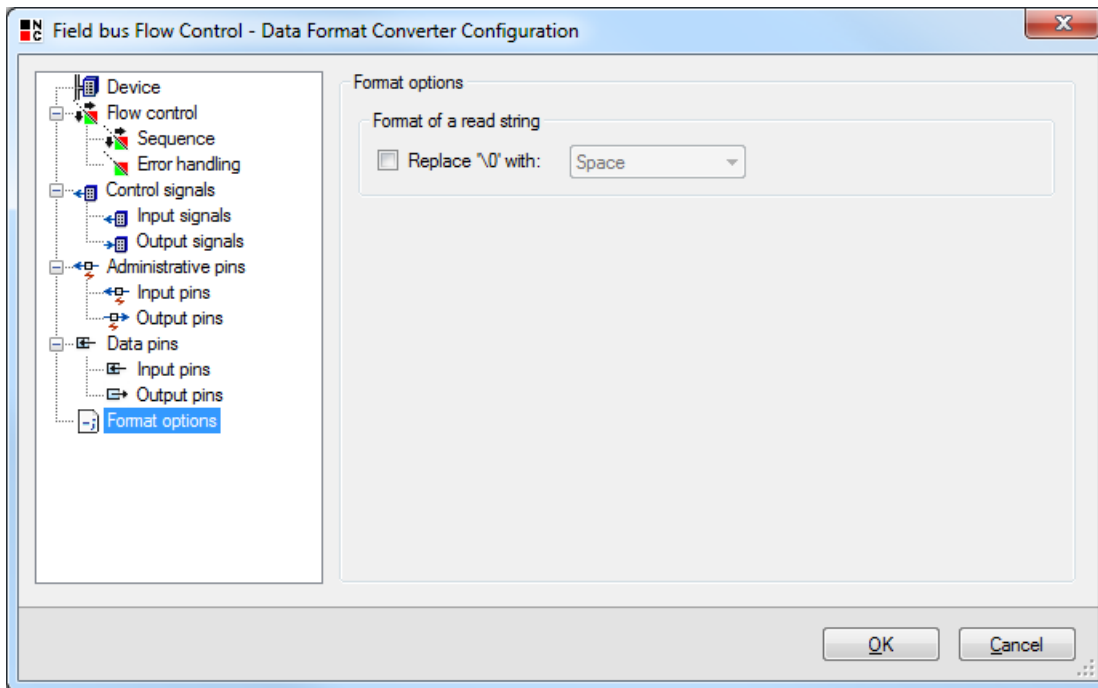 NC
Field bus Flow Control - Data Format Converter Configuration
x
Device
Flow control
Sequence
Error handling
Control signals
Input signals
Output signals
Administrative pins
Input pins
Output pins
Data pins
Input pins
Output pins
Format options
Format options
Format of a read string
Replace '\0' with:
Space
OK
Cancel